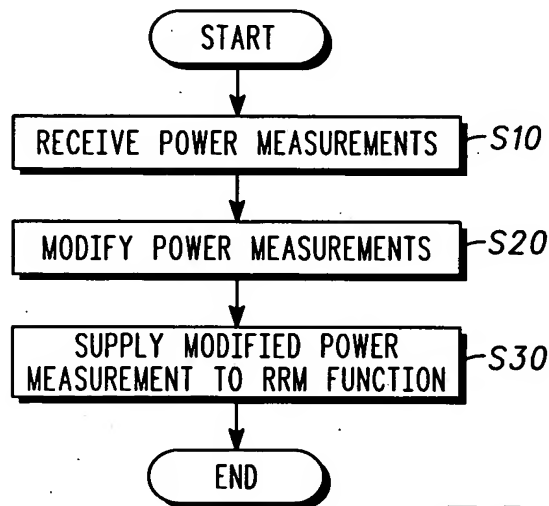 START
RECEIVE POWER MEASUREMENTS
S10
MODIFY POWER MEASUREMENTS
S20
SUPPLY MODIFIED POWER
MEASUREMENT TO RRM FUNCTION
S30
END